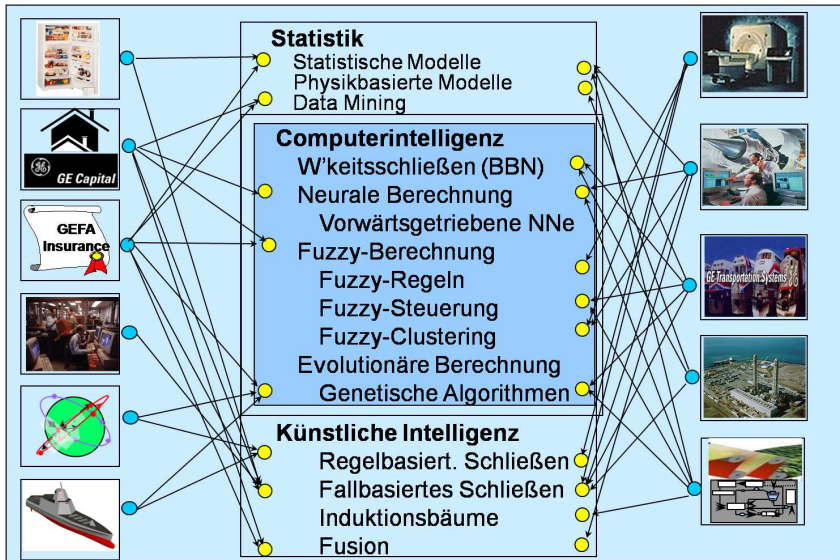 Statistik
Statistische Modelle
Physikbasierte Modelle
Data Mining
Computerintelligenz
W'keitsschließen (BBN)
Neurale Berechnung
Vorwärtsgetriebene NNe
Fuzzy-Berechnung
Fuzzy-Regeln
Fuzzy-Steuerung
Fuzzy-Clustering
Evolutionäre Berechnung
Genetische Algorithmen
Künstliche Intelligenz
Regelbasiert. Schließen
Fallbasiertes Schließen
Induktionsbäume
Fusion
GE Capital
GEFA
Insurance
GE Transportation Systems